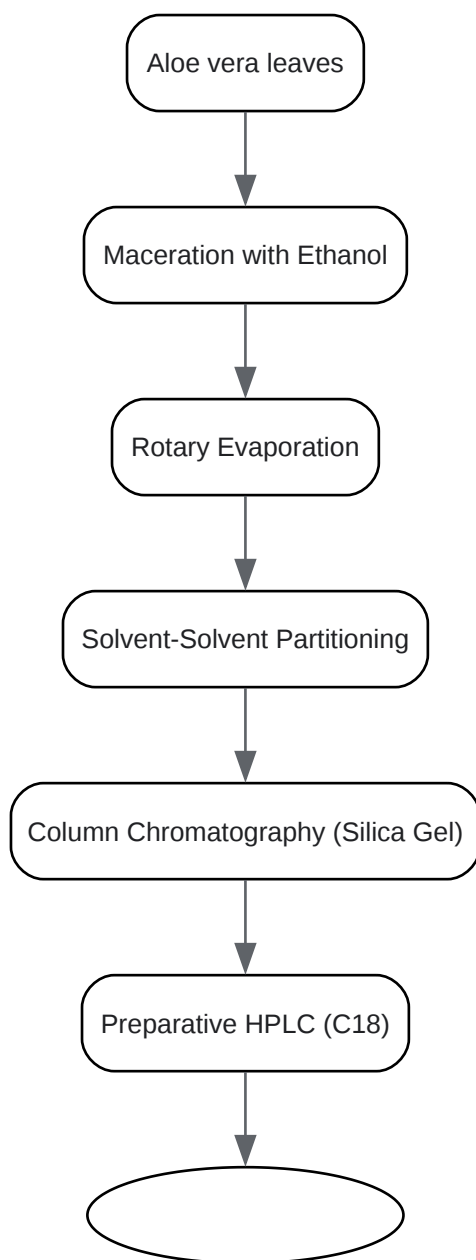 Aloe vera leaves
Maceration with Ethanol
Rotary Evaporation
Solvent-Solvent Partitioning
Column Chromatography (Silica Gel)
Preparative HPLC (C18)